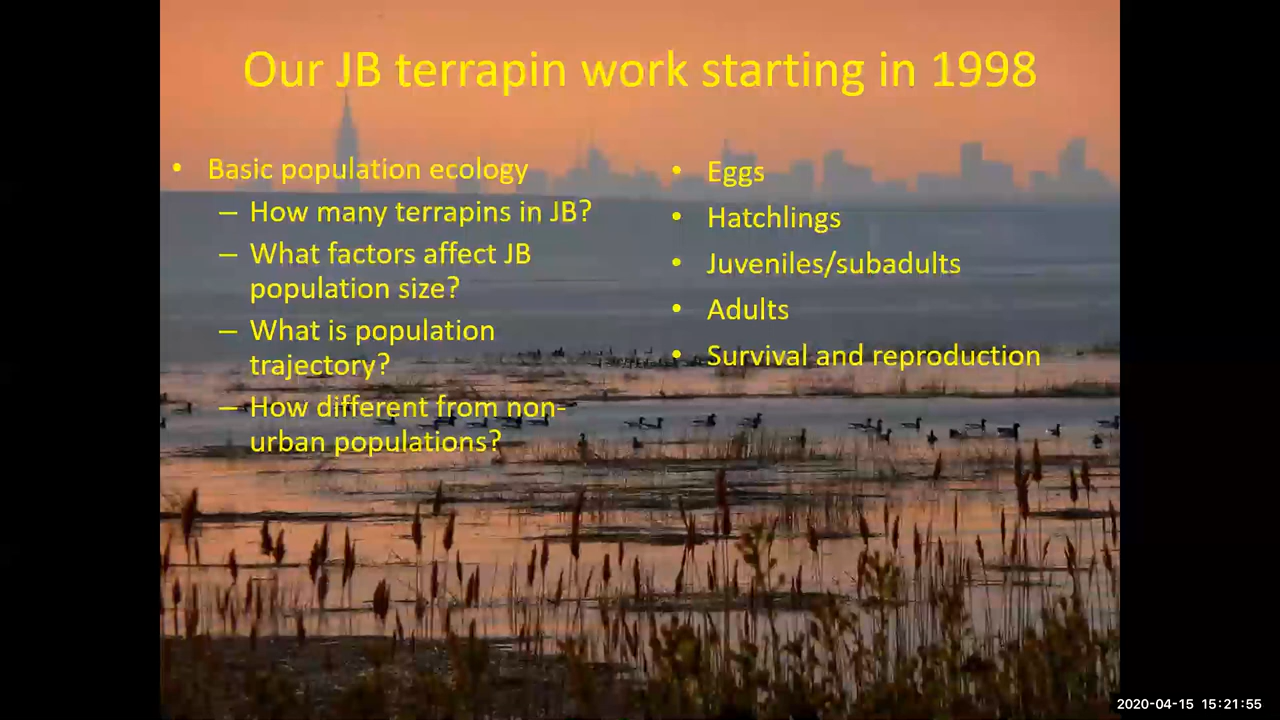 Our JB terrapin work starting in 1998
• Basic population ecology
– How many terrapins in JB?
– What factors affect JB
population size?
– What is population
trajectory?
– How different from non-
urban populations?
• Eggs
• Hatchlings
• Juveniles/subadults
• Adults
• Survival and reproduction
2020-04-15 15:21:55